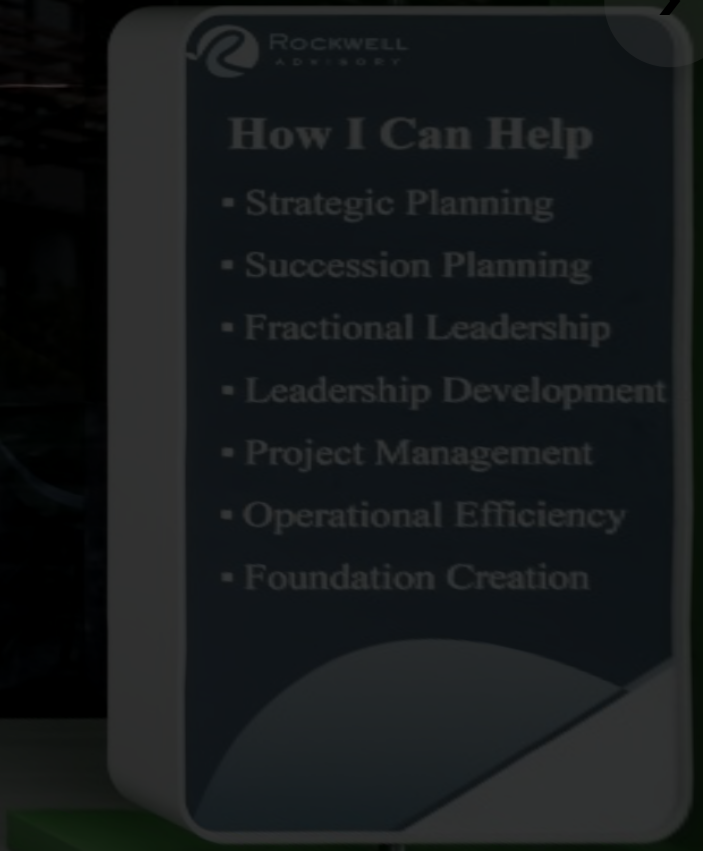 ROCKWELL
ADVISORY
How I Can Help
▪ Strategic Planning
▪ Succession Planning
▪ Fractional Leadership
▪ Leadership Development
▪ Project Management
▪ Operational Efficiency
▪ Foundation Creation